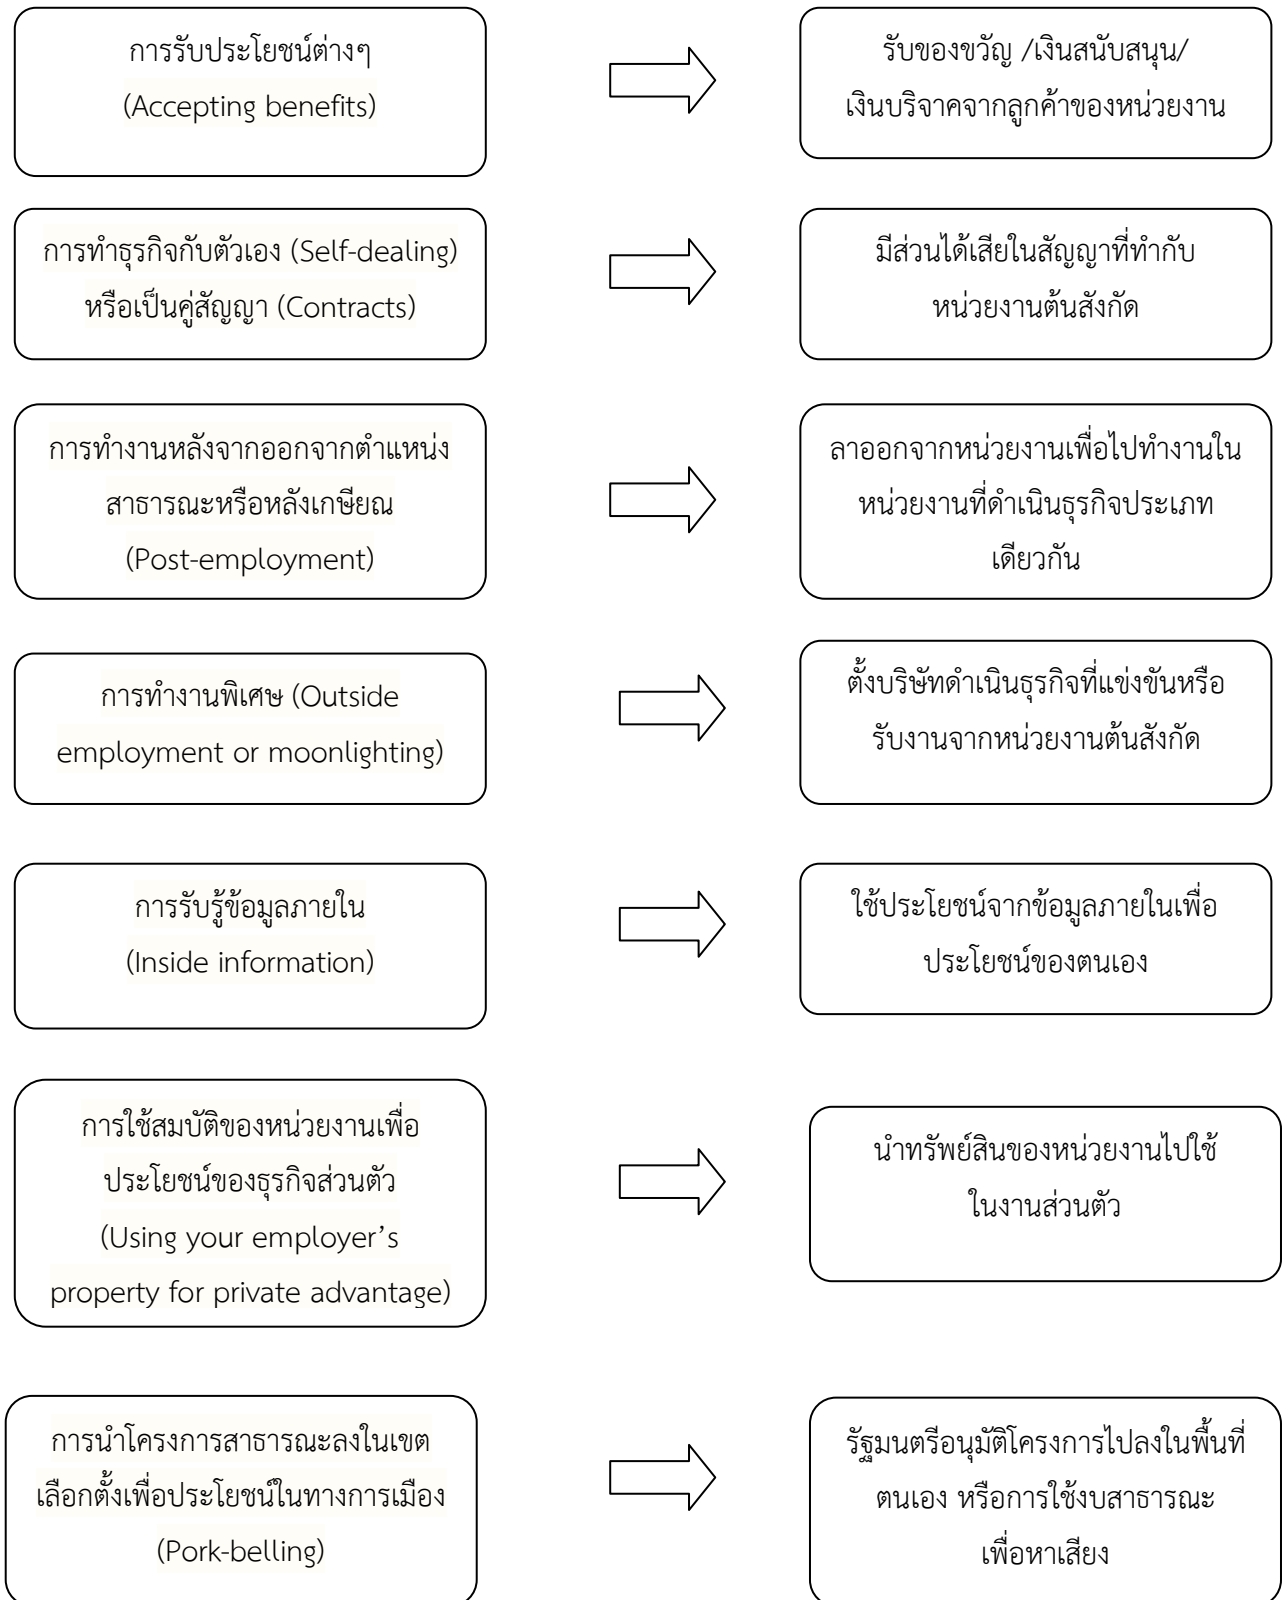 การรับประโยชน์ต่างๆ
(Accepting benefits)
รับของขวัญ /เงินสนับสนุน/
เงินบริจาคจากลูกค้าของหน่วยงาน
การทำธุรกิจกับตัวเอง (Self-dealing)
หรือเป็นคู่สัญญา (Contracts)
มีส่วนได้เสียในสัญญาที่ทำกับ
หน่วยงานต้นสังกัด
การทำงานหลังจากออกจากตำแหน่ง
สาธารณะหรือหลังเกษียณ
(Post-employment)
ลาออกจากหน่วยงานเพื่อไปทำงานใน
หน่วยงานที่ดำเนินธุรกิจประเภท
เดียวกัน
การทำงานพิเศษ (Outside
employment or moonlighting)
ตั้งบริษัทดำเนินธุรกิจที่แข่งขันหรือ
รับงานจากหน่วยงานต้นสังกัด
การรับรู้ข้อมูลภายใน
(Inside information)
ใช้ประโยชน์จากข้อมูลภายในเพื่อ
ประโยชน์ของตนเอง
การใช้สมบัติของหน่วยงานเพื่อ
ประโยชน์ของธุรกิจส่วนตัว
(Using your employer’s
property for private advantage)
นำทรัพย์สินของหน่วยงานไปใช้
ในงานส่วนตัว
การนำโครงการสาธารณะลงในเขต
เลือกตั้งเพื่อประโยชน์ในทางการเมือง
(Pork-belling)
รัฐมนตรีอนุมัติโครงการไปลงในพื้นที่
ตนเอง หรือการใช้งบสาธารณะ
เพื่อหาเสียง